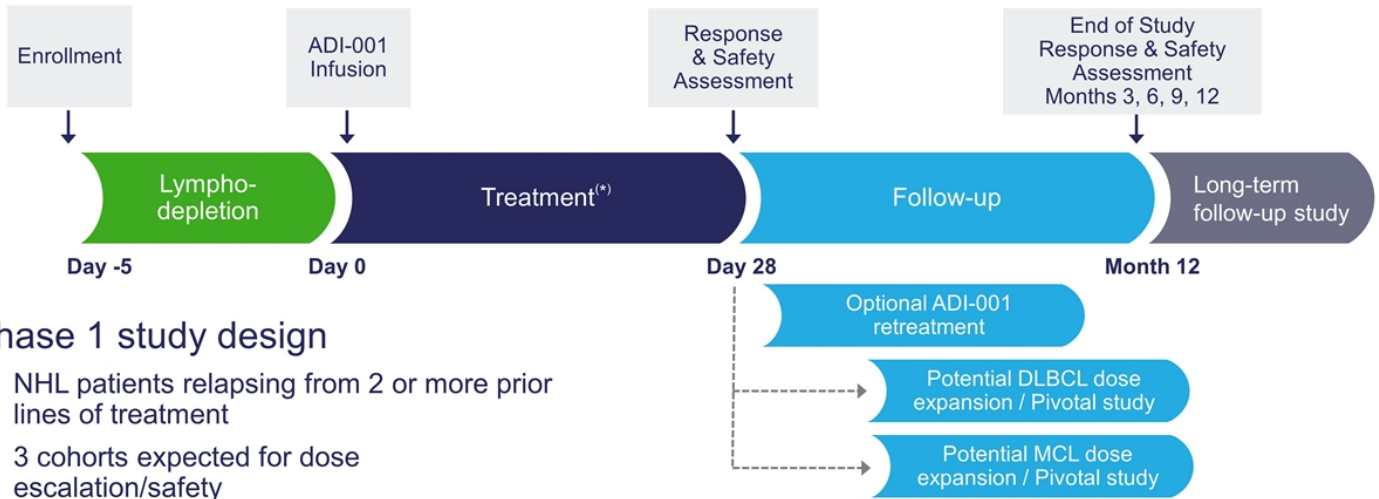 Enrollment
ADI-001
Infusion
Response
& Safety
Assessment
End of Study
Response & Safety
Assessment
Months 3, 6, 9, 12
Lympho-
depletion
Treatment(*)
Follow-up
Long-term
follow-up study
Day -5
Day 0
Day 28
Month 12
Optional ADI-001
retreatment
Potential DLBCL dose
expansion / Pivotal study
Potential MCL dose
expansion / Pivotal study
hase 1 study design
NHL patients relapsing from 2 or more prior
lines of treatment
3 cohorts expected for dose
escalation/safety